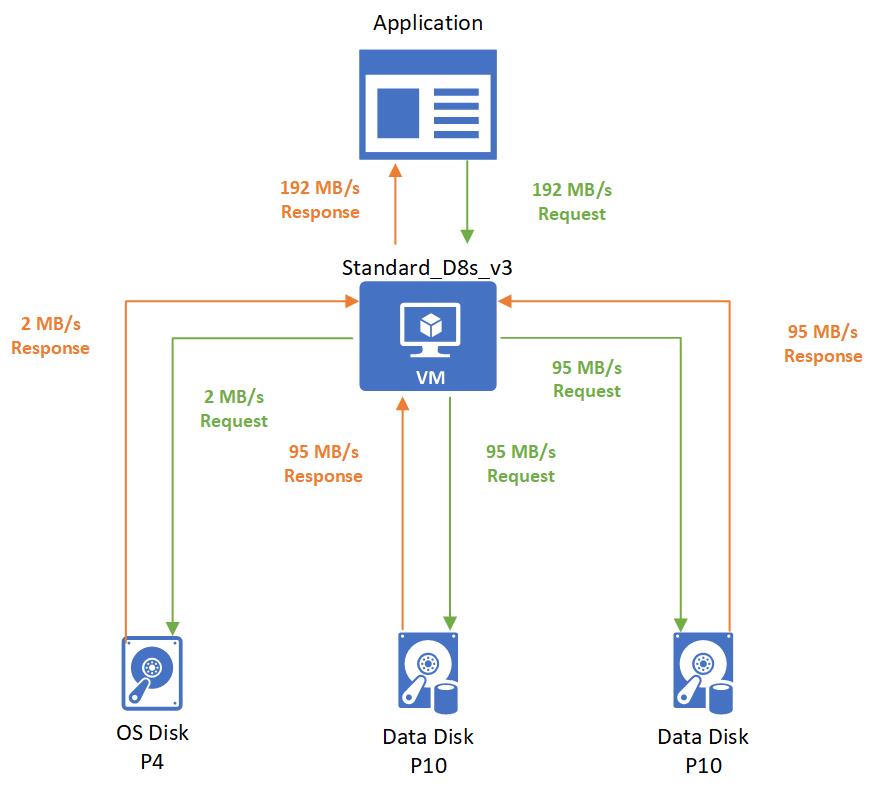 Application
192 MB/s
Response
192 MB/s
Request
Standard_D8s_v3
VM
2 MB/s
Response
2 MB/s
Request
95 MB/s
Response
95 MB/s
Request
95 MB/s
Request
95 MB/s
Response
OS Disk
P4
Data Disk
P10
Data Disk
P10